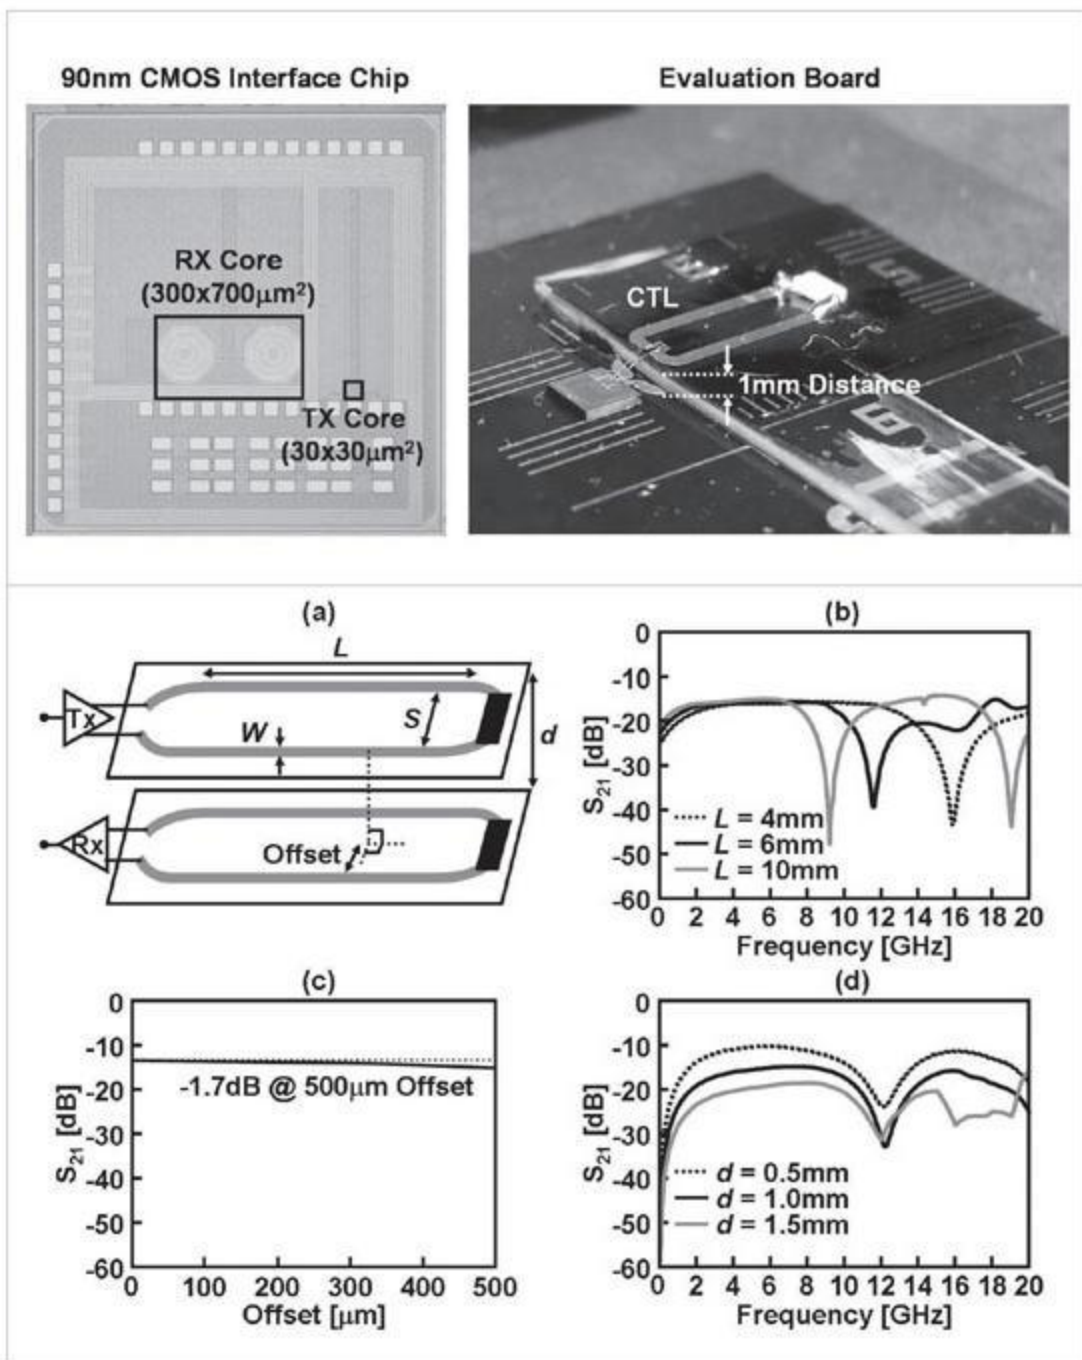 90nm CMOS Interface Chip
Evaluation Board
RX Core
(300x700μm²)
TX Core
(30x30μm²)
CTL
1mm Distance
6
(a)
L
Tx
S
W
d
Rx
Offset
(b)
0
-10
-20
-30
-40
-50
-60
S₂₁ [dB]
L = 4mm
L = 6mm
L = 10mm
0 2 4 6 8 10 12 14 16 18 20
Frequency [GHz]
(c)
0
-10
-20
-30
-40
-50
-60
S₂₁ [dB]
-1.7dB @ 500μm Offset
0 100 200 300 400 500
Offset [μm]
(d)
0
-10
-20
-30
-40
-50
-60
S₂₁ [dB]
d = 0.5mm
d = 1.0mm
d = 1.5mm
0 2 4 6 8 10 12 14 16 18 20
Frequency [GHz]